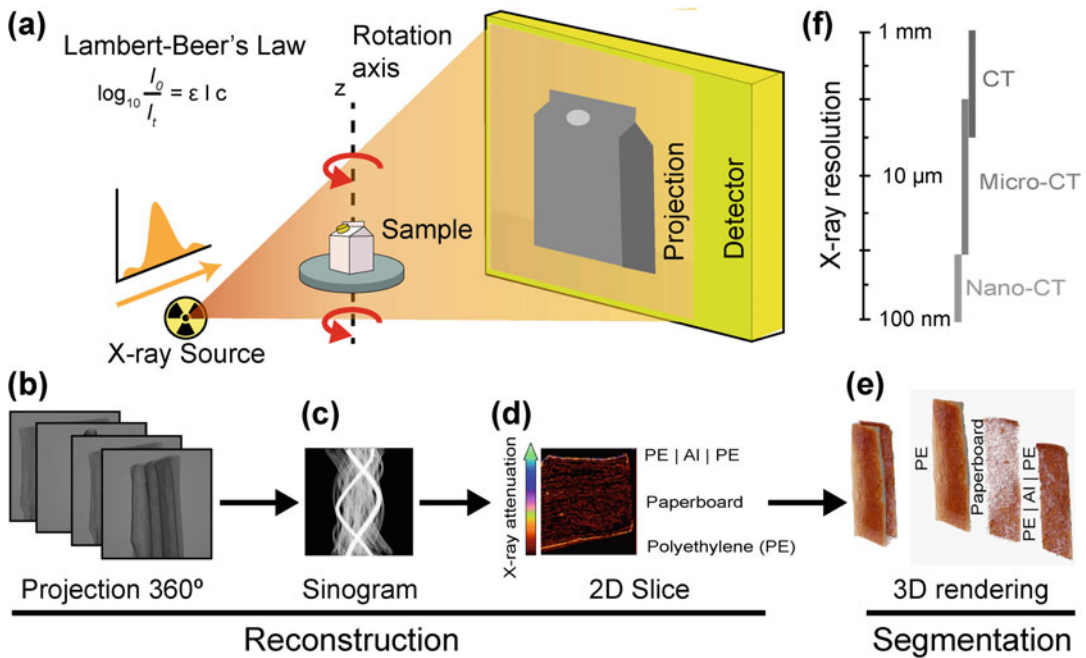 (a)
Lambert-Beer's Law
log₁₀ I₀/Iₜ = ε l c
Rotation
axis
z
Sample
Projection
Detector
X-ray Source
(f)
X-ray resolution
1 mm
10 µm
100 nm
CT
Micro-CT
Nano-CT
(b)
Projection 360º
(c)
Sinogram
(d)
X-ray attenuation
PE | Al | PE
Paperboard
Polyethylene (PE)
2D Slice
Reconstruction
(e)
PE
Paperboard
PE | Al | PE
3D rendering
Segmentation